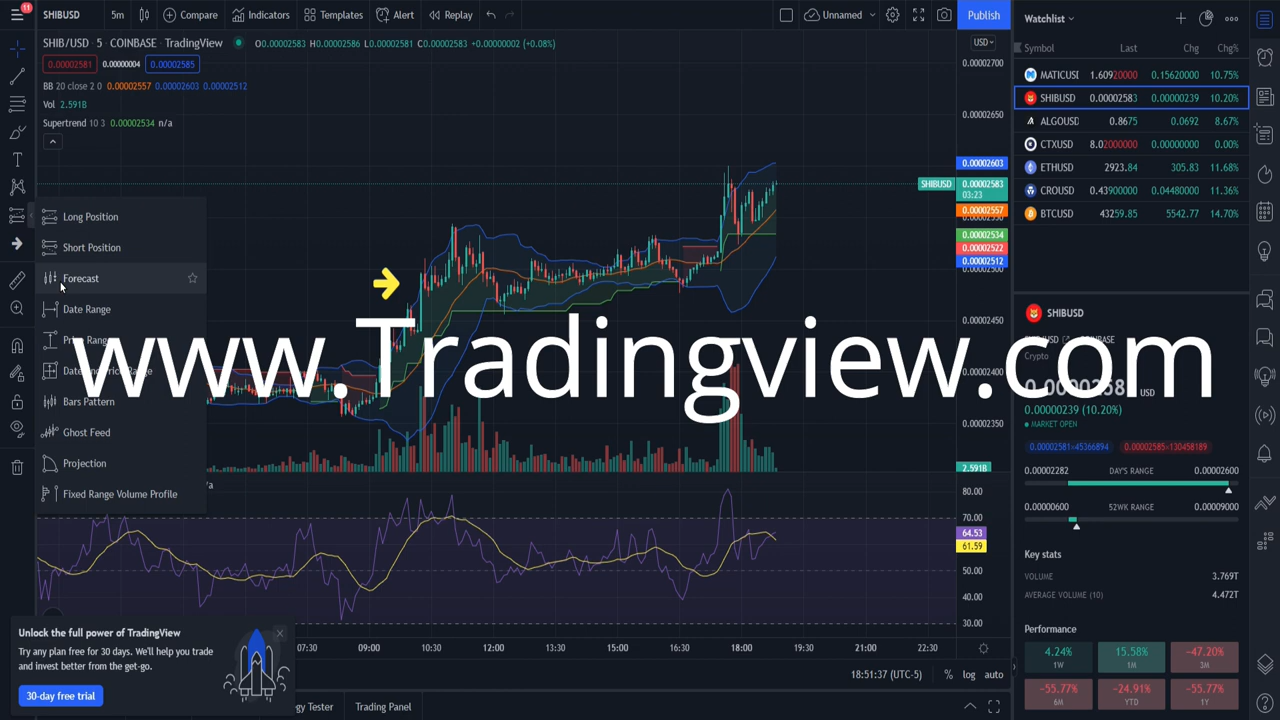 11
SHIBUSD 5m Compare Indicators Templates Alert Replay Unnamed Publish
SHIB/USD · 5 · COINBASE · TradingView O0.00002583 H0.00002586 L0.00002581 C0.00002583 +0.00000002 (+0.08%)
0.00002581 0.00000004 0.00002585
BB 20 close 2 0 0.00002557 0.00002603 0.00002512
Vol 2.591B
Supertrend 10 3 0.00002534 n/a
Long Position
Short Position
Forecast
Date Range
Bars Pattern
Ghost Feed
Projection
Fixed Range Volume Profile
www.Tradingview.com
USD
0.00002700
0.00002650
0.00002603
SHIBUSD 0.00002583
03:23
0.00002557
0.00002534
0.00002522
0.00002512
0.00002500
0.00002450
0.00002400
0.00002350
2.591B
80.00
70.00
64.53
61.59
50.00
40.00
30.00
07:30 09:00 10:30 12:00 13:30 15:00 16:30 18:00 19:30 21:00 22:30
18:51:37 (UTC-5) % log auto
Unlock the full power of TradingView
Try any plan free for 30 days. We'll help you trade
and invest better from the get-go.
30-day free trial
Trading Panel
Watchlist
Symbol Last Chg Chg%
MATICUSI 1.60920000 0.15620000 10.75%
SHIBUSD 0.00002583 0.00000239 10.20%
ALGOUSD 0.8675 0.0692 8.67%
CTXUSD 8.02000000 0.00000000 0.00%
ETHUSD 2923.84 305.83 11.68%
CROUSD 0.43900000 0.04480000 11.36%
BTCUSD 43259.85 5542.77 14.70%
SHIBUSD
Crypto
USD
0.00000239 (10.20%)
MARKET OPEN
0.00002581×45366894 0.00002585×130458189
0.00002282 DAY'S RANGE 0.00002600
0.00000600 52WK RANGE 0.00009000
Key stats
VOLUME 3.769T
AVERAGE VOLUME (10) 4.472T
Performance
4.24% 15.58% −47.20%
1W 1M 3M
−55.77% −24.91% −55.77%
6M YTD 1Y